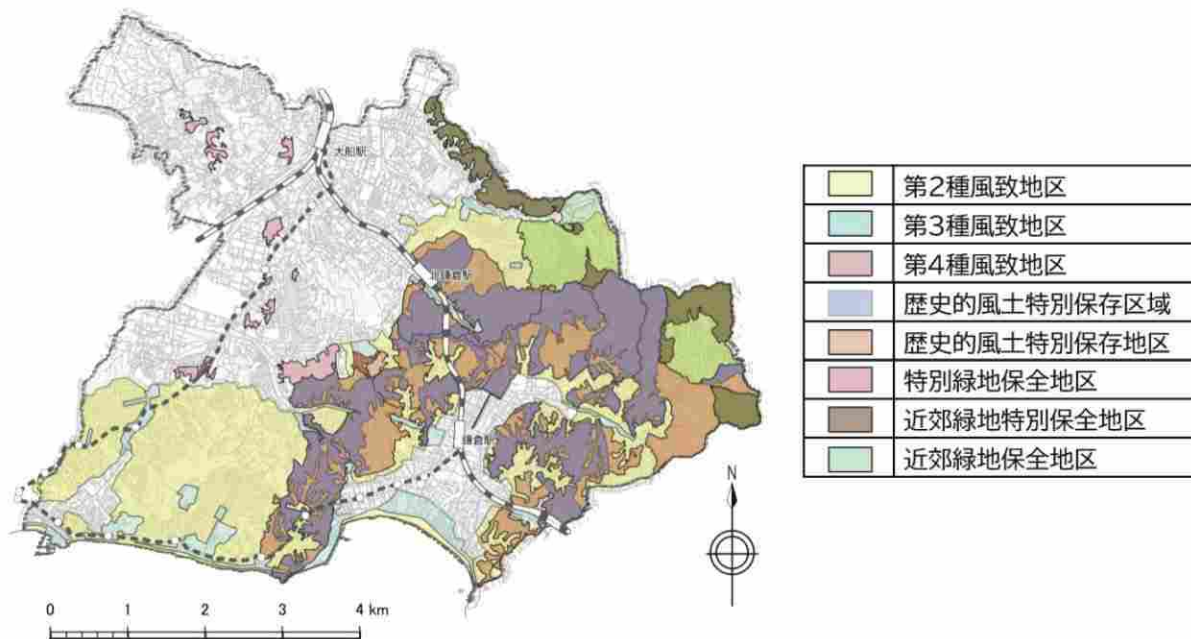 大船駅
北鎌倉駅
鎌倉駅
第2種風致地区
第3種風致地区
第4種風致地区
歴史的風土特別保存区域
歴史的風土特別保存地区
特別緑地保全地区
近郊緑地特別保全地区
近郊緑地保全地区
N
0 1 2 3 4 km